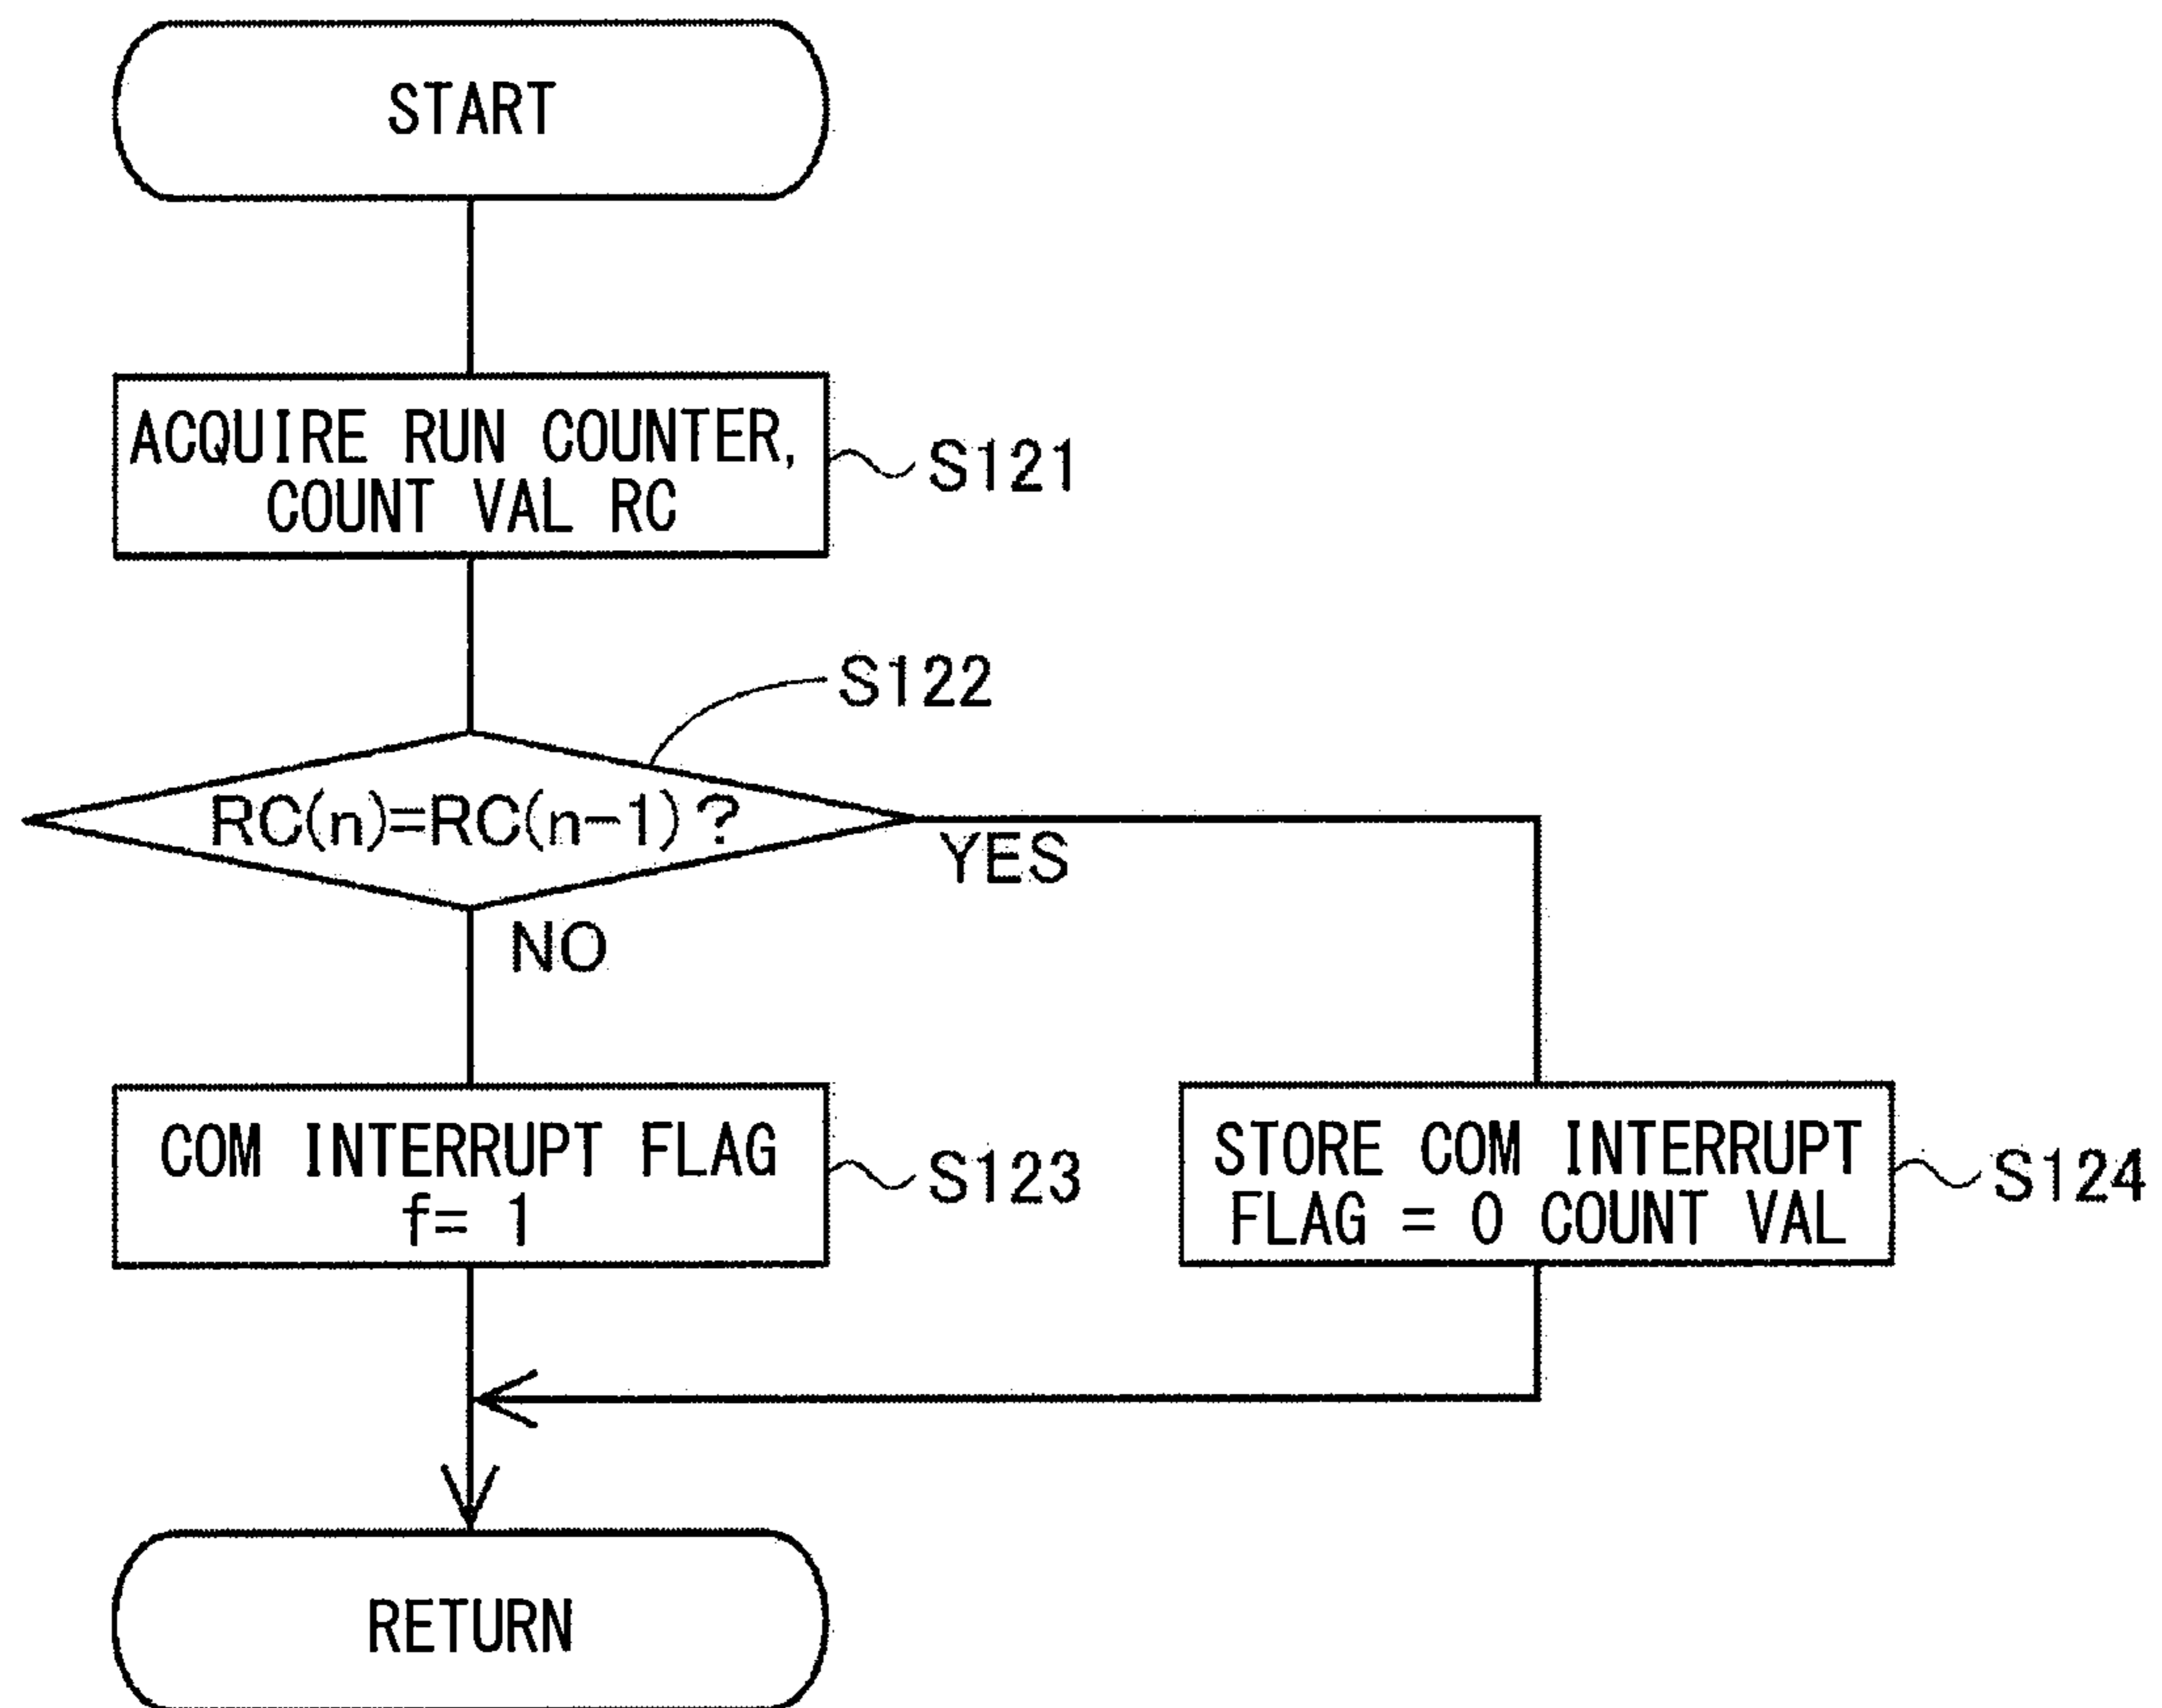 START
ACQUIRE RUN COUNTER,
COUNT VAL RC
S121
S122
RC(n)=RC(n-1)?
YES
NO
COM INTERRUPT FLAG
f= 1
S123
STORE COM INTERRUPT
FLAG = 0 COUNT VAL
S124
RETURN